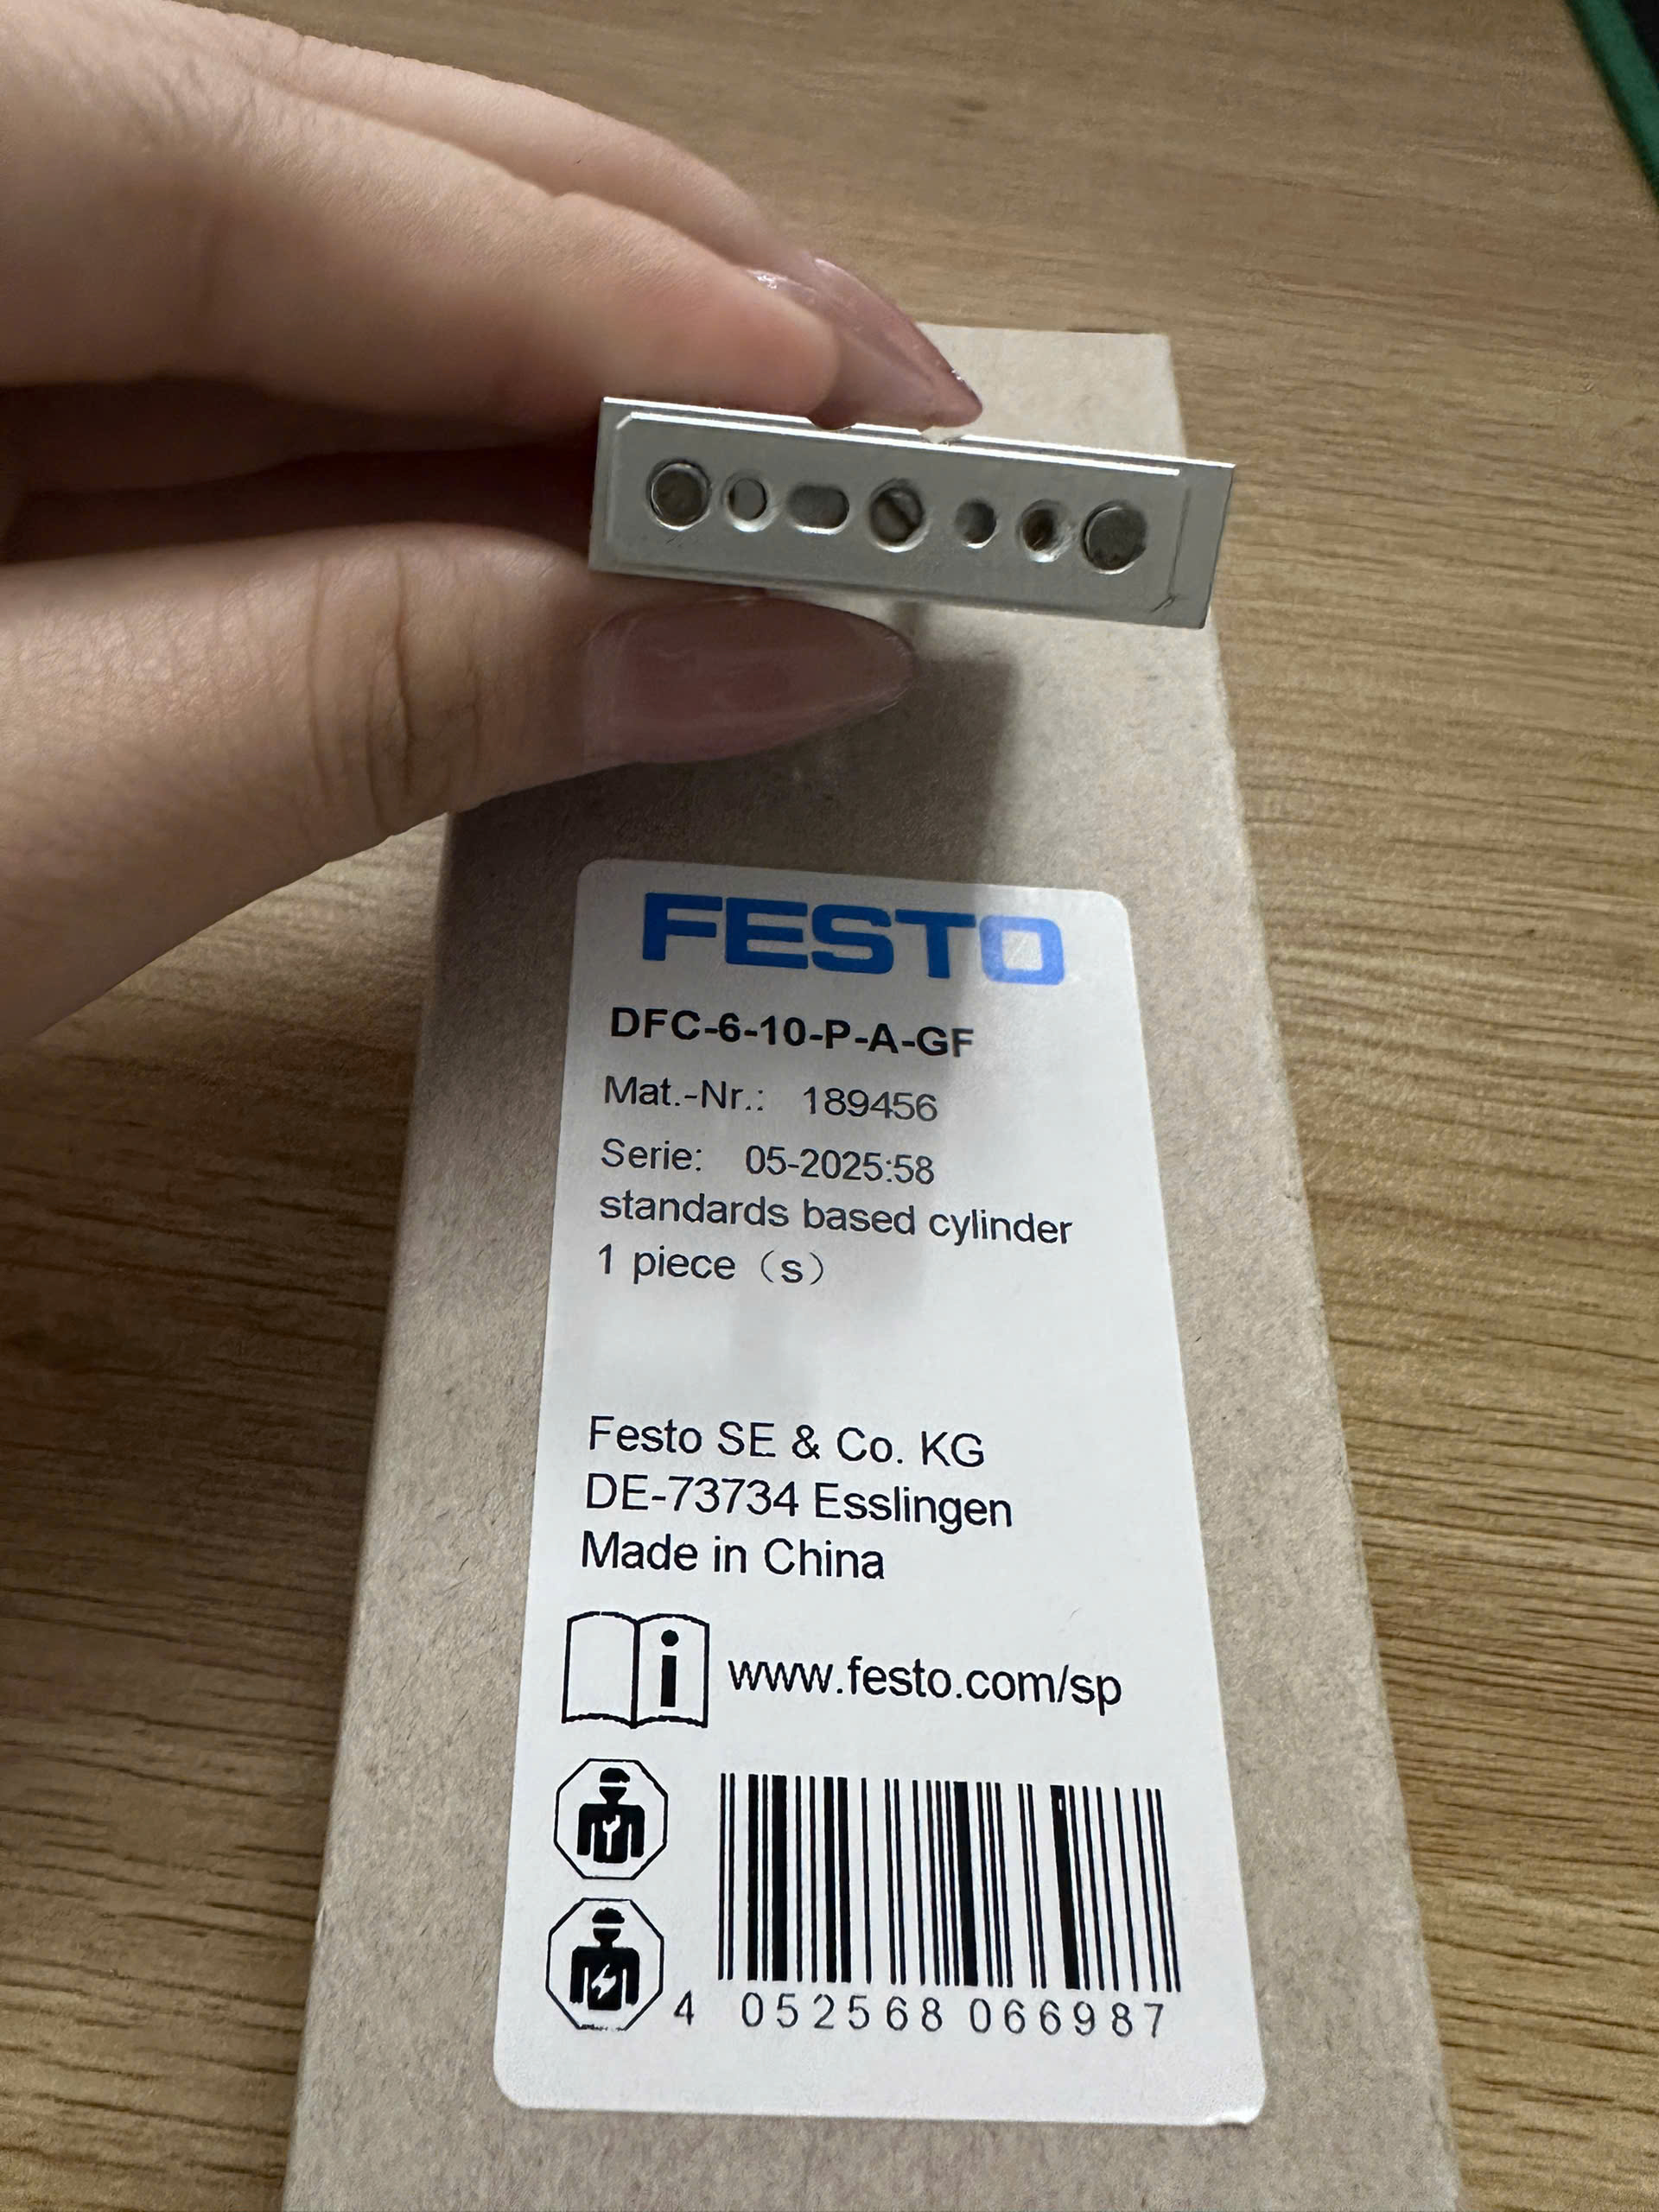 FESTO
DFC-6-10-P-A-GF
Mat.-Nr.: 189456
Serie: 05-2025:58
standards based cylinder
1 piece（s）
Festo SE & Co. KG
DE-73734 Esslingen
Made in China
www.festo.com/sp
4 052568 066987